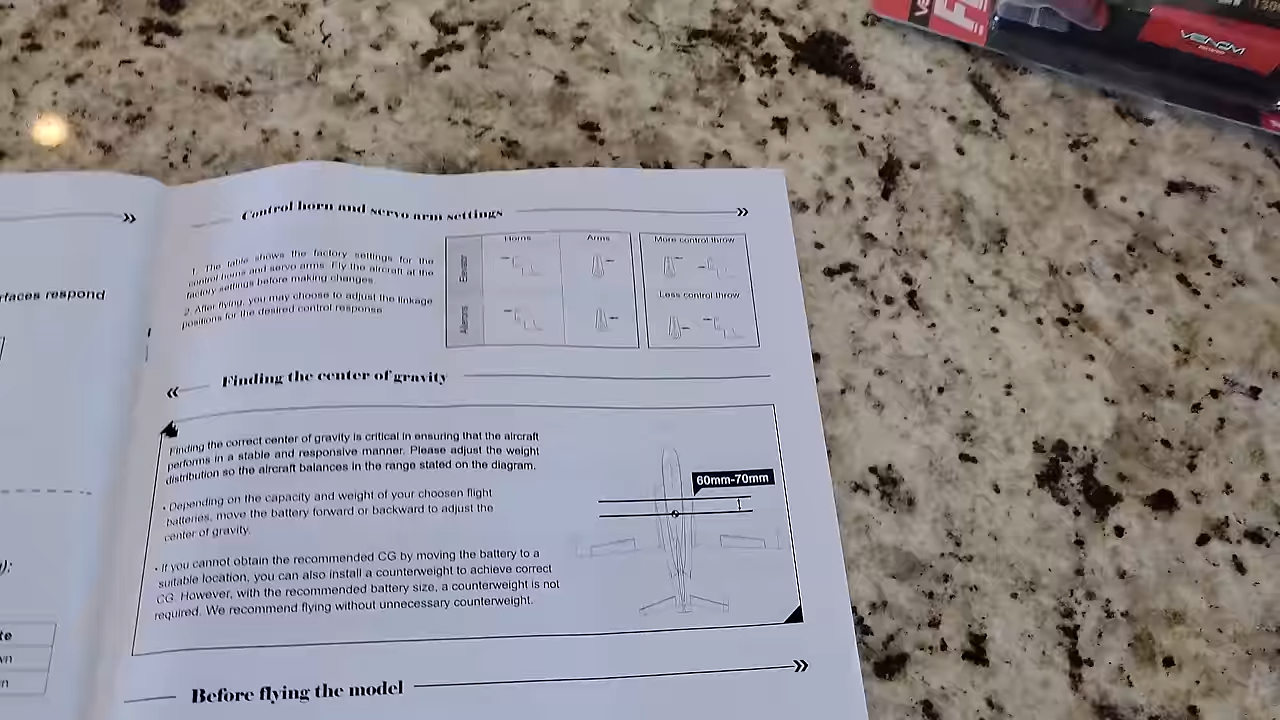 VENOM
1300
Control horn and servo arm settings
1. The table shows the factory settings for the
control horns and servo arms. Fly the aircraft at the
factory settings before making changes.
2. After flying, you may choose to adjust the linkage
positions for the desired control response.
Horns Arms
Elevator
Ailerons
More control throw
Less control throw
rfaces respond
Finding the center of gravity
Finding the correct center of gravity is critical in ensuring that the aircraft
performs in a stable and responsive manner. Please adjust the weight
distribution so the aircraft balances in the range stated on the diagram.
• Depending on the capacity and weight of your choosen flight
batteries, move the battery forward or backward to adjust the
center of gravity.
• If you cannot obtain the recommended CG by moving the battery to a
suitable location, you can also install a counterweight to achieve correct
CG. However, with the recommended battery size, a counterweight is not
required. We recommend flying without unnecessary counterweight.
60mm-70mm
):
te
wn
n
Before flying the model